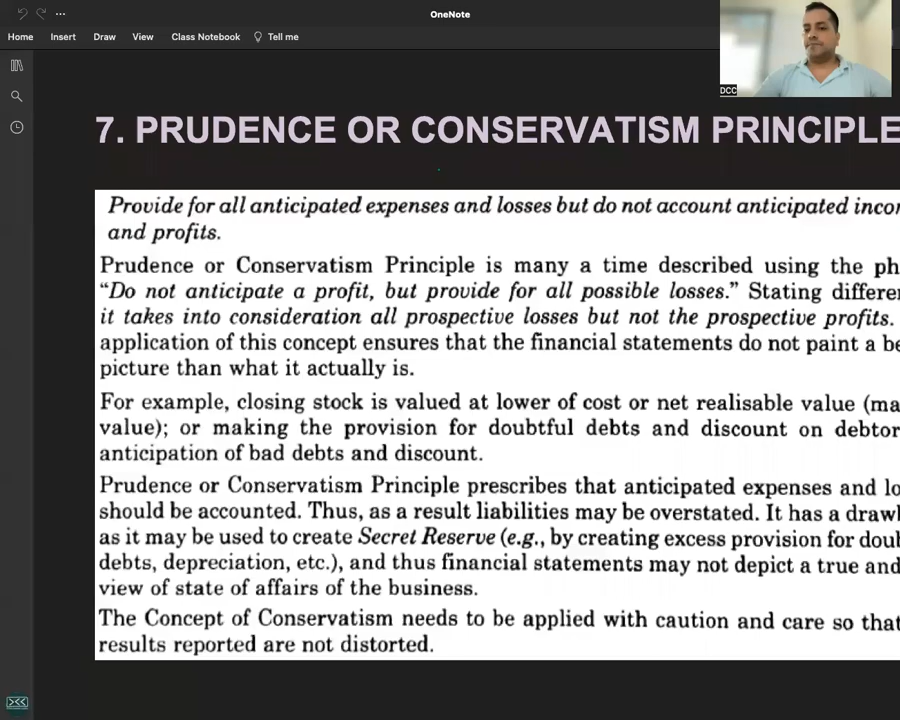 OneNote
Home Insert Draw View Class Notebook Tell me
DCC
7. PRUDENCE OR CONSERVATISM PRINCIPLE
Provide for all anticipated expenses and losses but do not account anticipated incor
and profits.
Prudence or Conservatism Principle is many a time described using the ph
“Do not anticipate a profit, but provide for all possible losses.” Stating differe
it takes into consideration all prospective losses but not the prospective profits.
application of this concept ensures that the financial statements do not paint a be
picture than what it actually is.
For example, closing stock is valued at lower of cost or net realisable value (ma
value); or making the provision for doubtful debts and discount on debtor
anticipation of bad debts and discount.
Prudence or Conservatism Principle prescribes that anticipated expenses and lo
should be accounted. Thus, as a result liabilities may be overstated. It has a drawl
as it may be used to create Secret Reserve (e.g., by creating excess provision for doul
debts, depreciation, etc.), and thus financial statements may not depict a true and
view of state of affairs of the business.
The Concept of Conservatism needs to be applied with caution and care so that
results reported are not distorted.